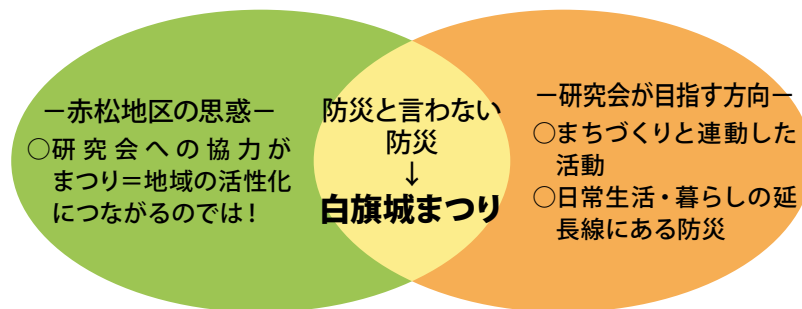 －赤松地区の思惑－
○研究会への協力が
まつり＝地域の活性化
につながるのでは！
防災と言わない
防災
↓
白旗城まつり
－研究会が目指す方向－
○まちづくりと連動した
活動
○日常生活・暮らしの延
長線にある防災